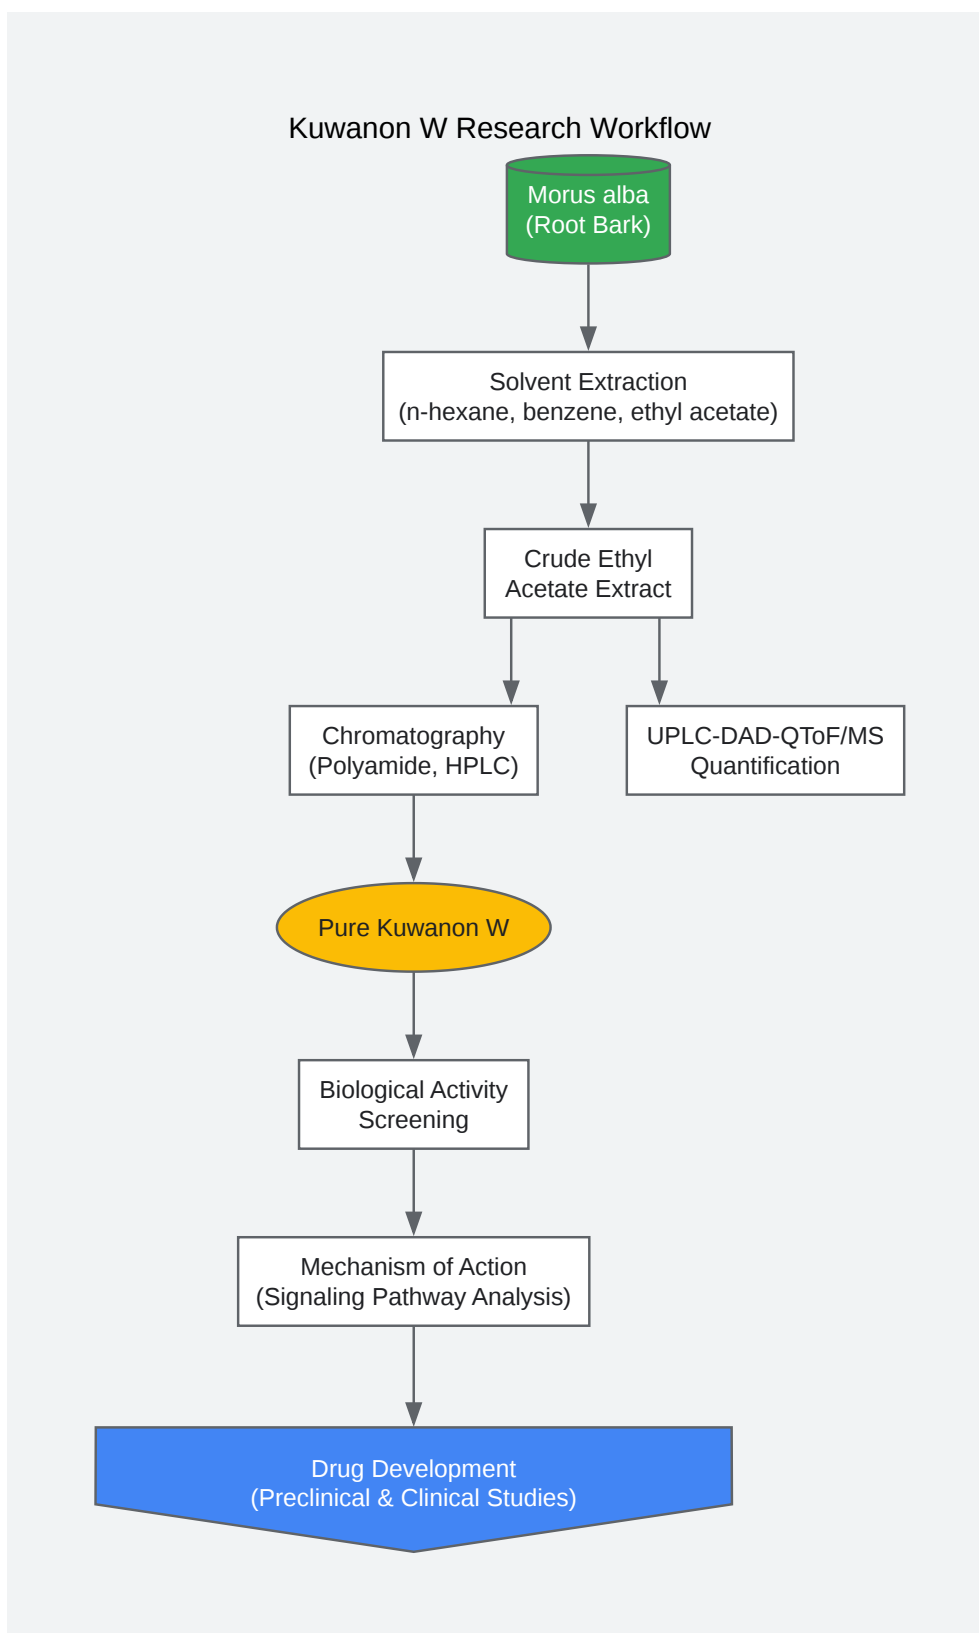 Kuwanon W Research Workflow
Morus alba
(Root Bark)
Solvent Extraction
(n-hexane, benzene, ethyl acetate)
Crude Ethyl
Acetate Extract
Chromatography
(Polyamide, HPLC)
UPLC-DAD-QToF/MS
Quantification
Pure Kuwanon W
Biological Activity
Screening
Mechanism of Action
(Signaling Pathway Analysis)
Drug Development
(Preclinical & Clinical Studies)